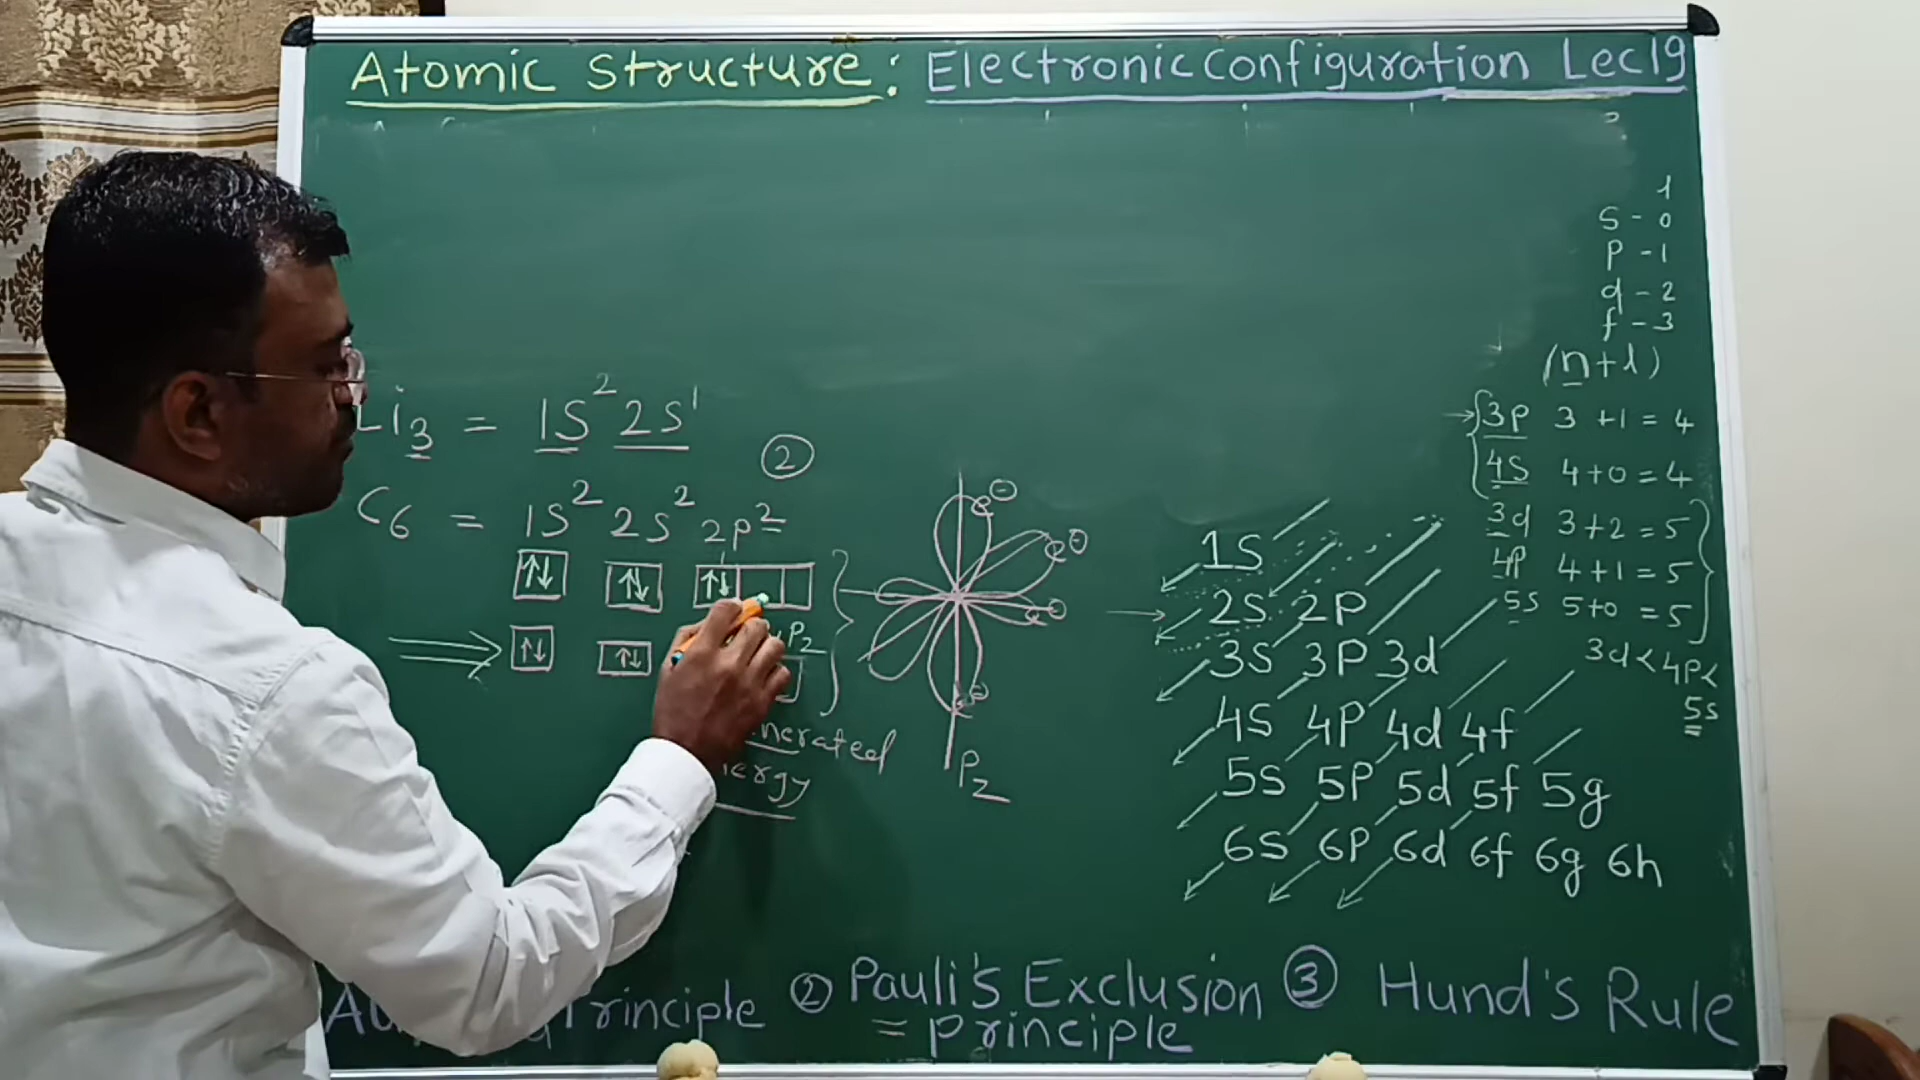 Atomic Structure: Electronic Configuration Lec19
l
S - 0
P - 1
d - 2
f - 3
(n+l)
3P 3 +1 = 4
4S 4+0=4
3d 3+2=5
4P 4+1=5
5S 5+0=5
3d<4P<
5s
Li3 = 1S² 2S¹
②
C6 = 1S² 2S² 2P²
↑↓ ↑↓ ↑↓
Pz
⇒ ↑↓ ↑↓
e⊖
e⊖
e⊖
e⊖
Pz
1S
2S 2P
3S 3P 3d
4S 4P 4d 4f
5S 5P 5d 5f 5g
6S 6P 6d 6f 6g 6h
Principle ② Pauli's Exclusion ③ Hund's Rule
= principle